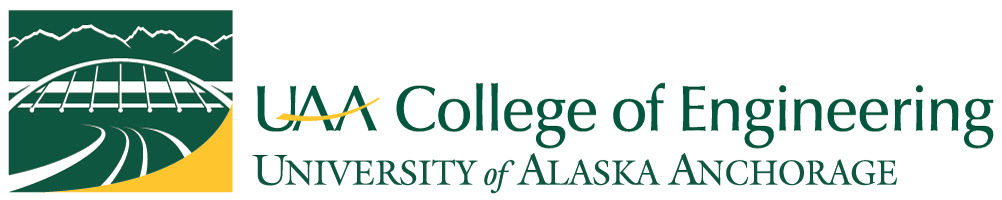 UAA College of Engineering
UNIVERSITY of ALASKA ANCHORAGE